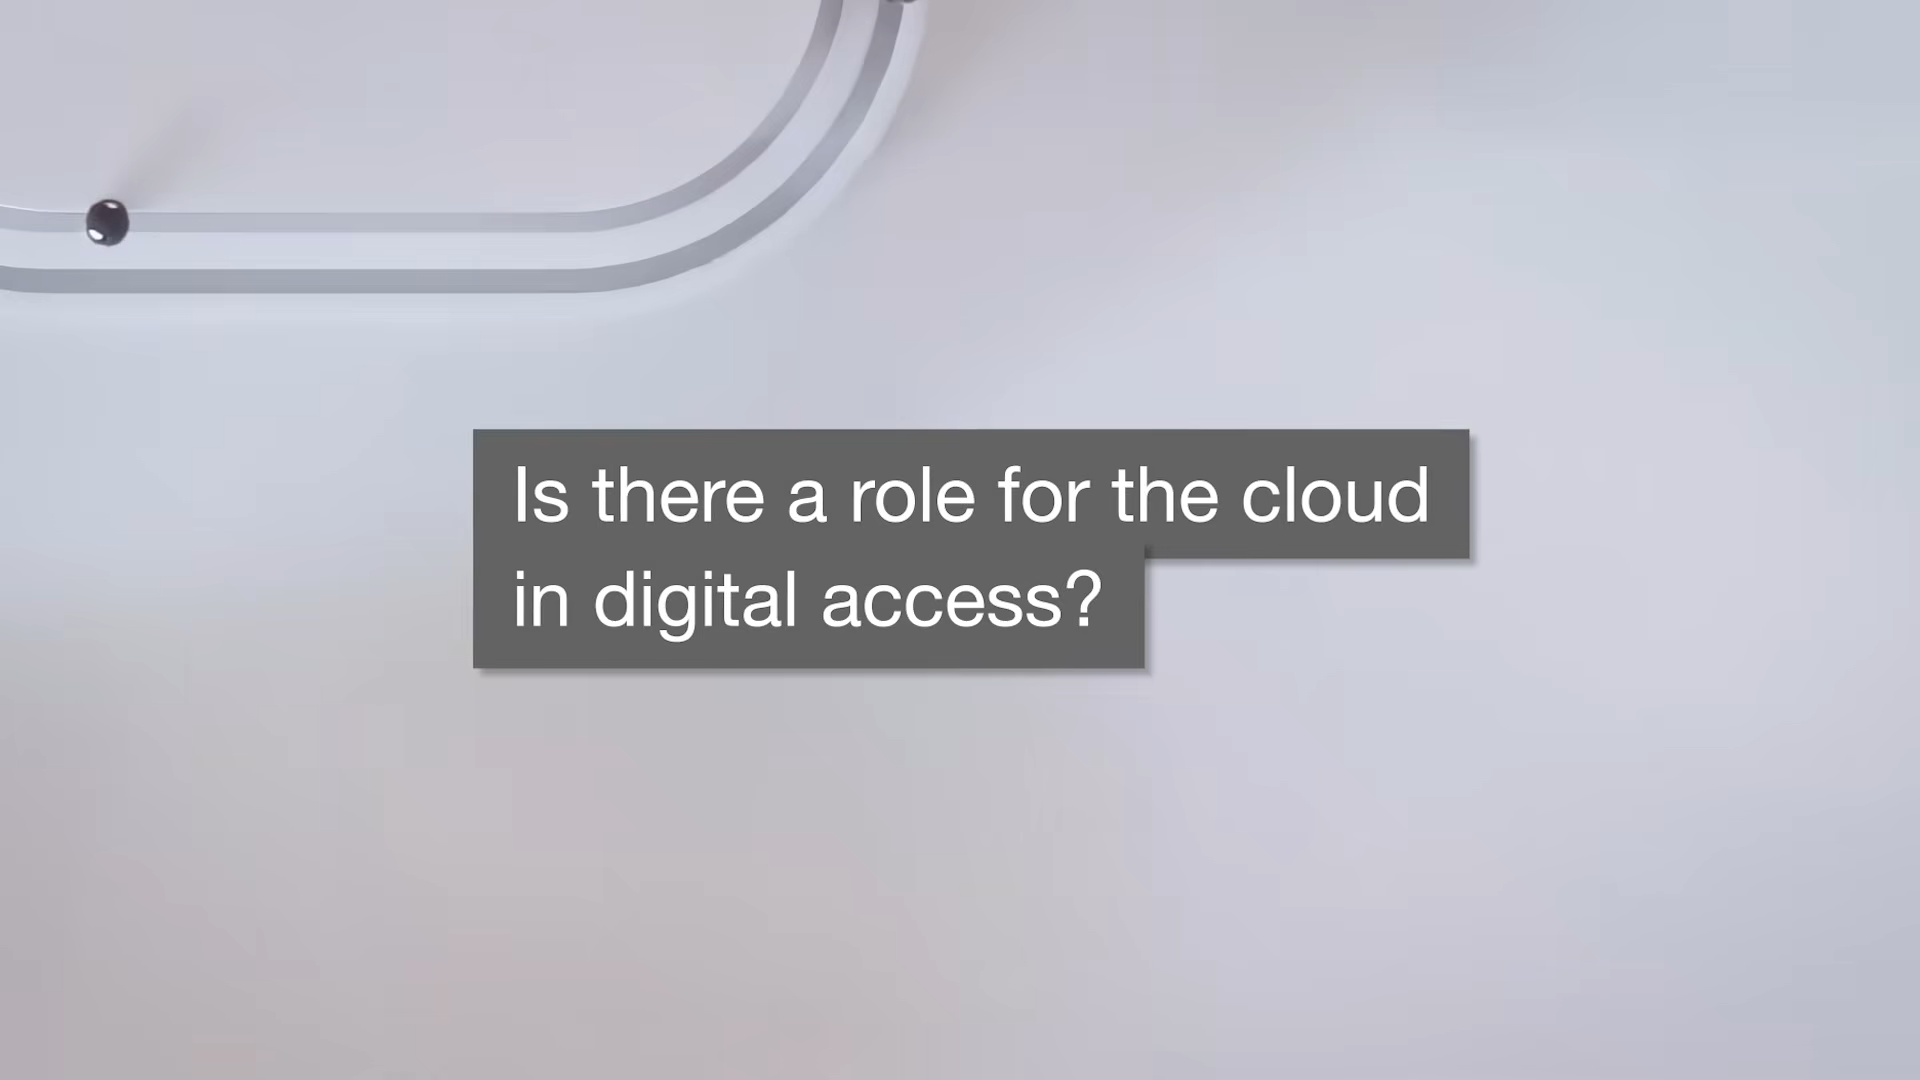 Is there a role for the cloud
in digital access?